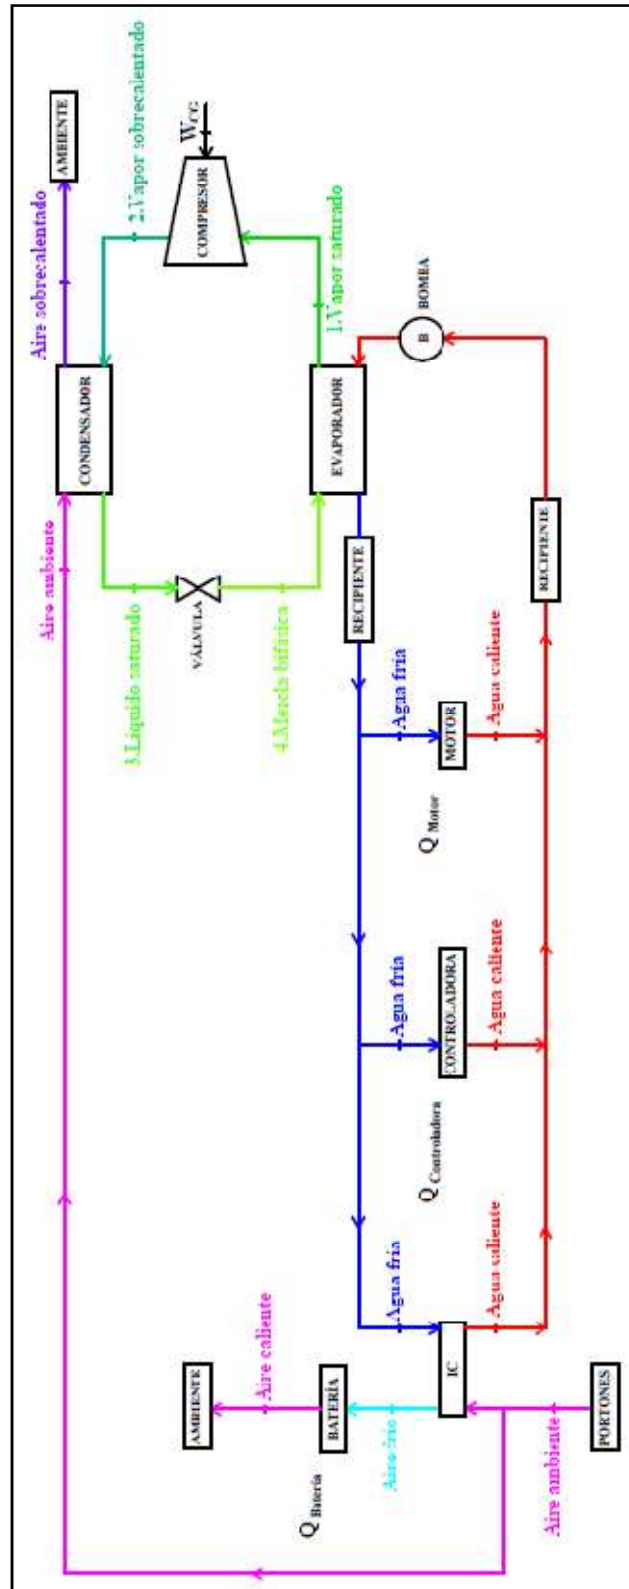 AMBIENTE
Aire sobrecalentado
CONDENSADOR
Aire ambiente
2.Vapor sobrecalentado
W CC
COMPRESOR
1.Vapor saturado
3.Líquido saturado
VÁLVULA
4.Mezcla bifásica
EVAPORADOR
B
BOMBA
RECIPIENTE
RECIPIENTE
Agua fría
MOTOR
Agua caliente
Q Motor
Agua fría
CONTROLADORA
Agua caliente
Q Controladora
Agua fría
IC
Agua caliente
AMBIENTE
Aire caliente
BATERÍA
Q Batería
Aire frío
Aire ambiente
PORTONES